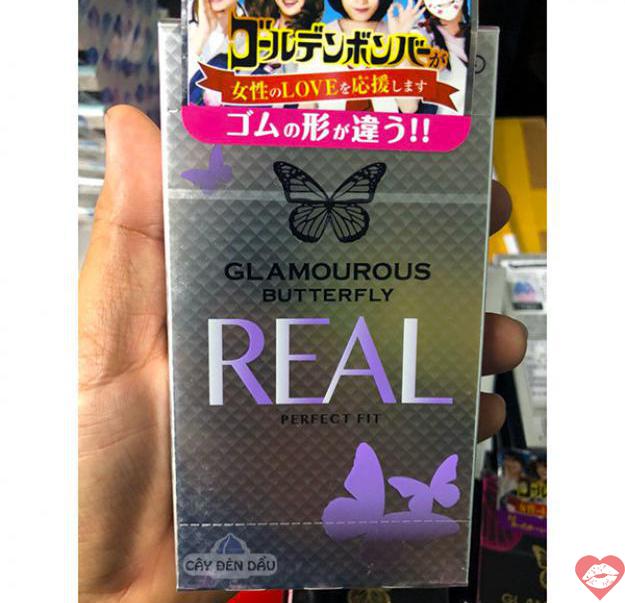 ゴールデンボンバーが
女性のLOVEを応援します
ゴムの形が違う!!
GLAMOUROUS
BUTTERFLY
REAL
PERFECT FIT
CÂY ĐÈN DẦU